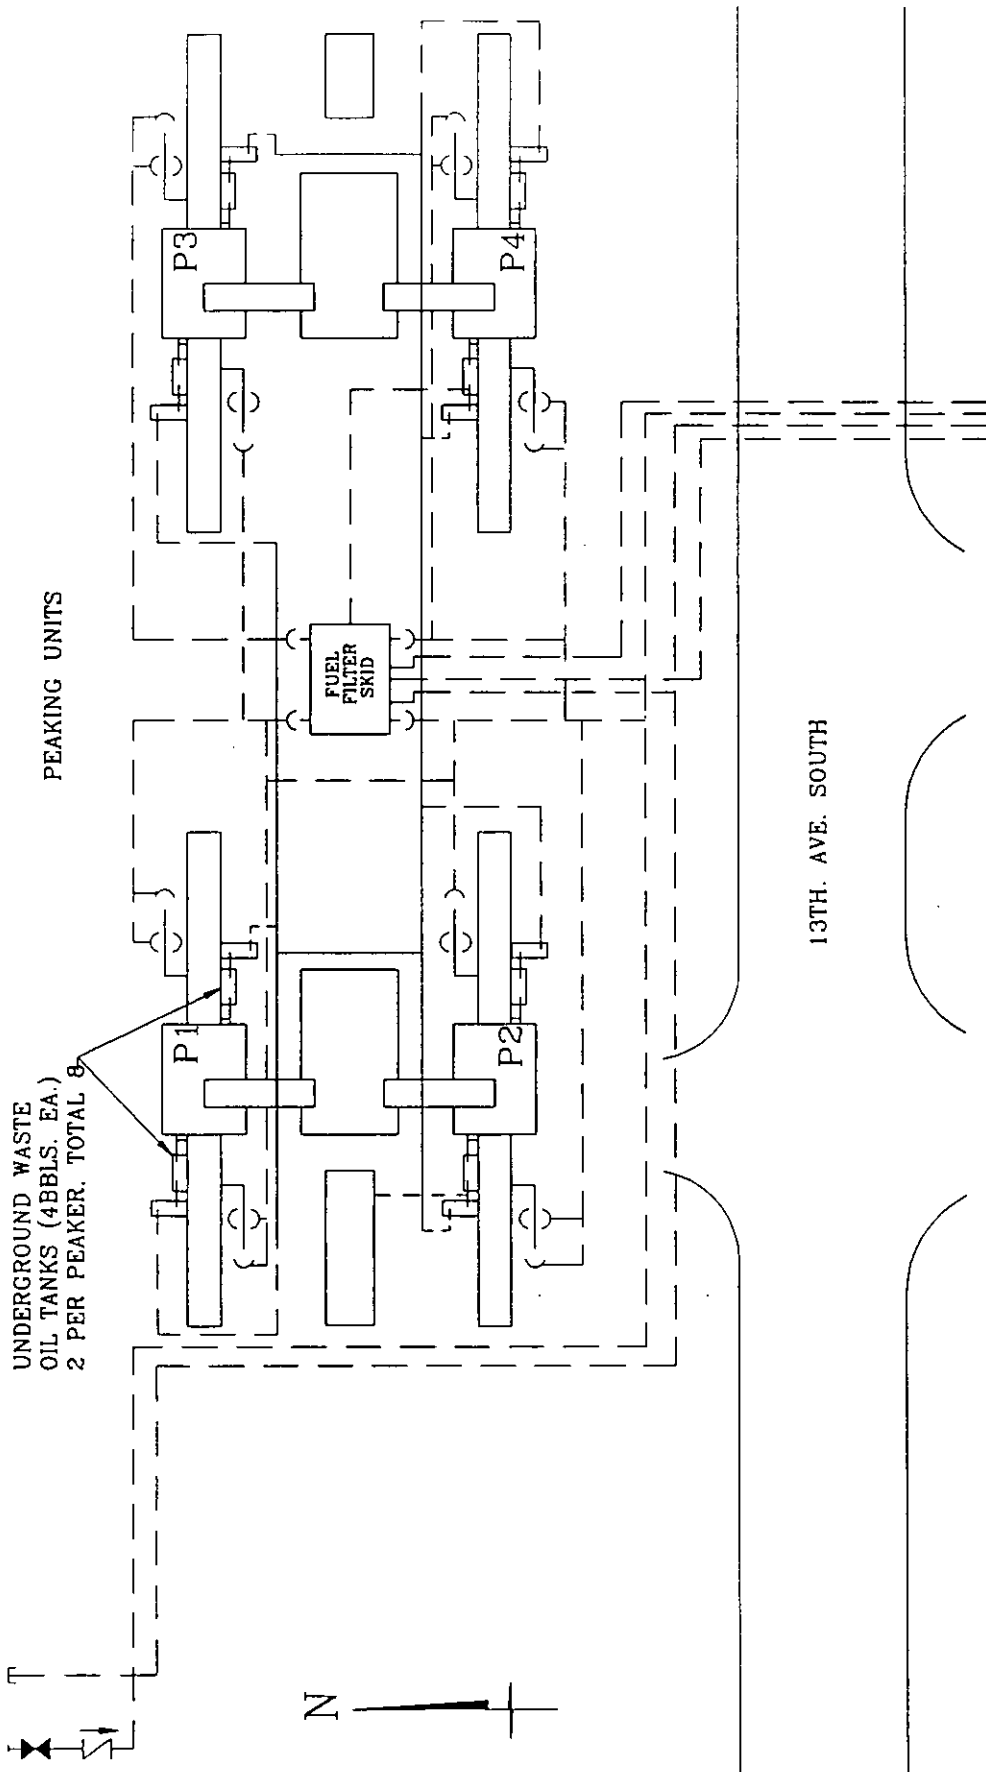 PEAKING UNITS
UNDERGROUND WASTE
OIL TANKS (4BBLS. EA.)
2 PER PEAKER. TOTAL 8
P1
P3
FUEL
FILTER
SKID
P2
P4
N
13TH. AVE. SOUTH